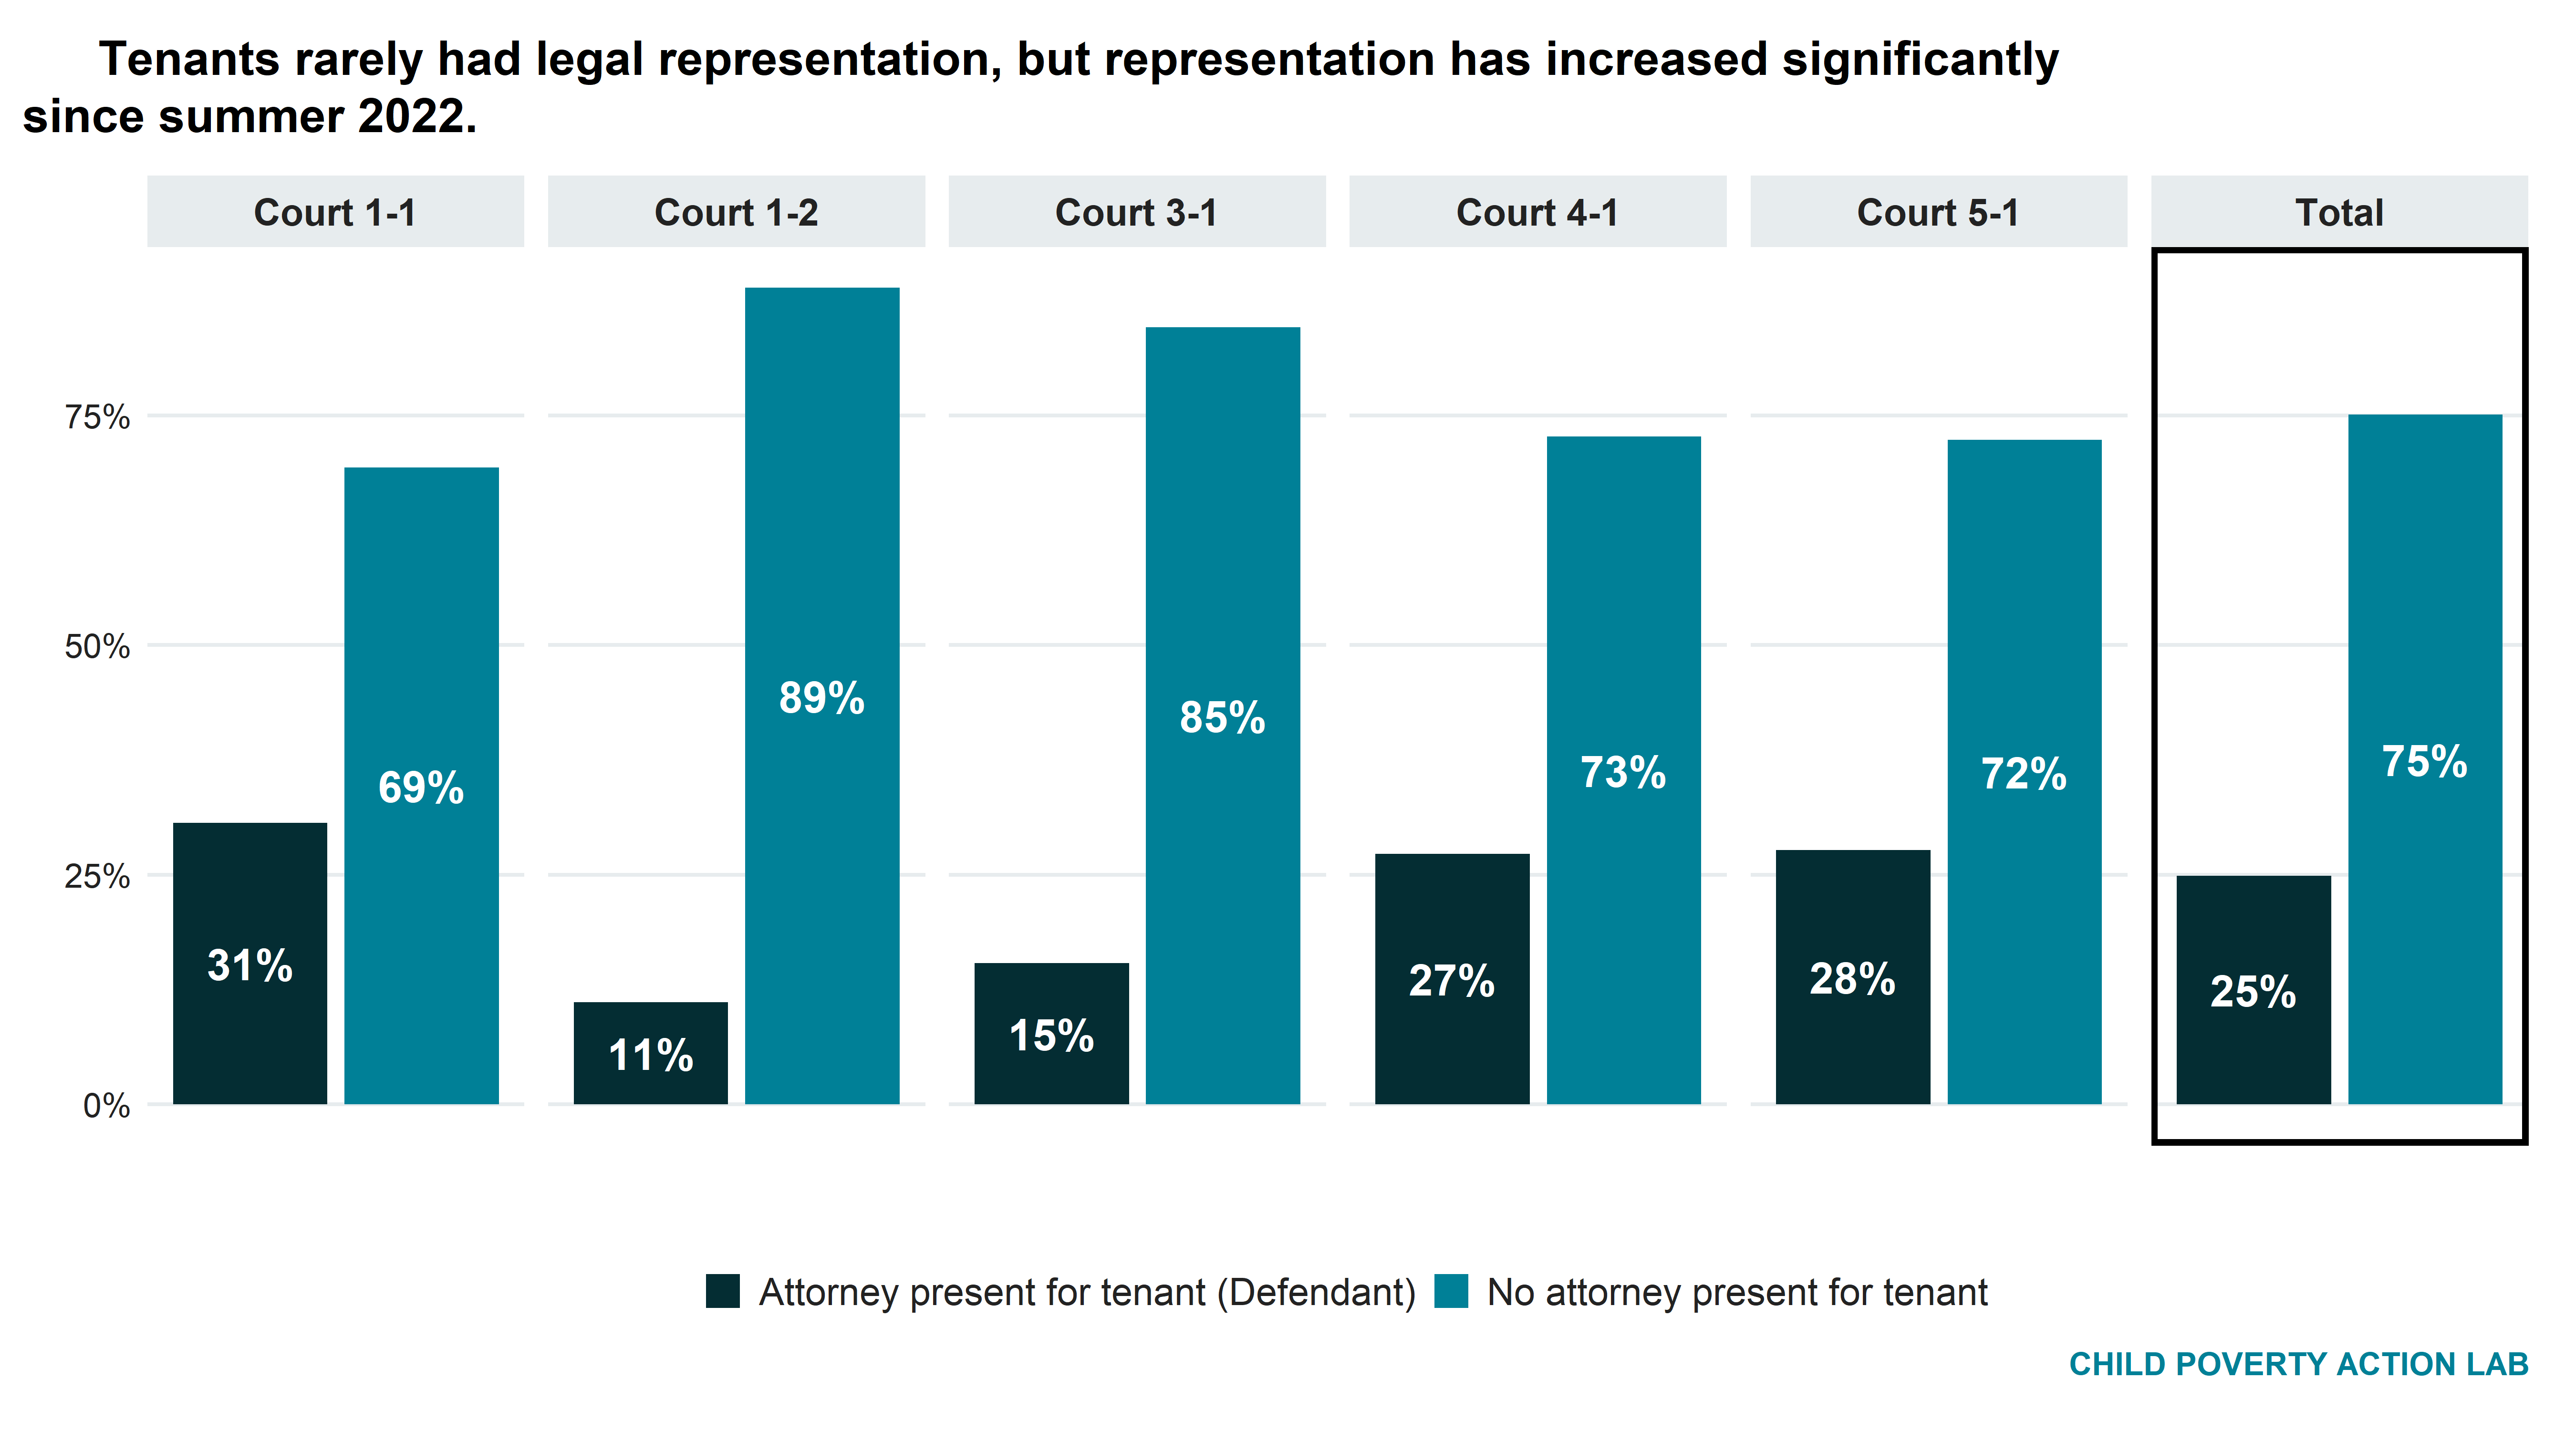 Tenants rarely had legal representation, but representation has increased significantly
since summer 2022.
Court 1-1
Court 1-2
Court 3-1
Court 4-1
Court 5-1
Total
75%
50%
25%
0%
31%
69%
11%
89%
15%
85%
27%
73%
28%
72%
25%
75%
Attorney present for tenant (Defendant)
No attorney present for tenant
CHILD POVERTY ACTION LAB